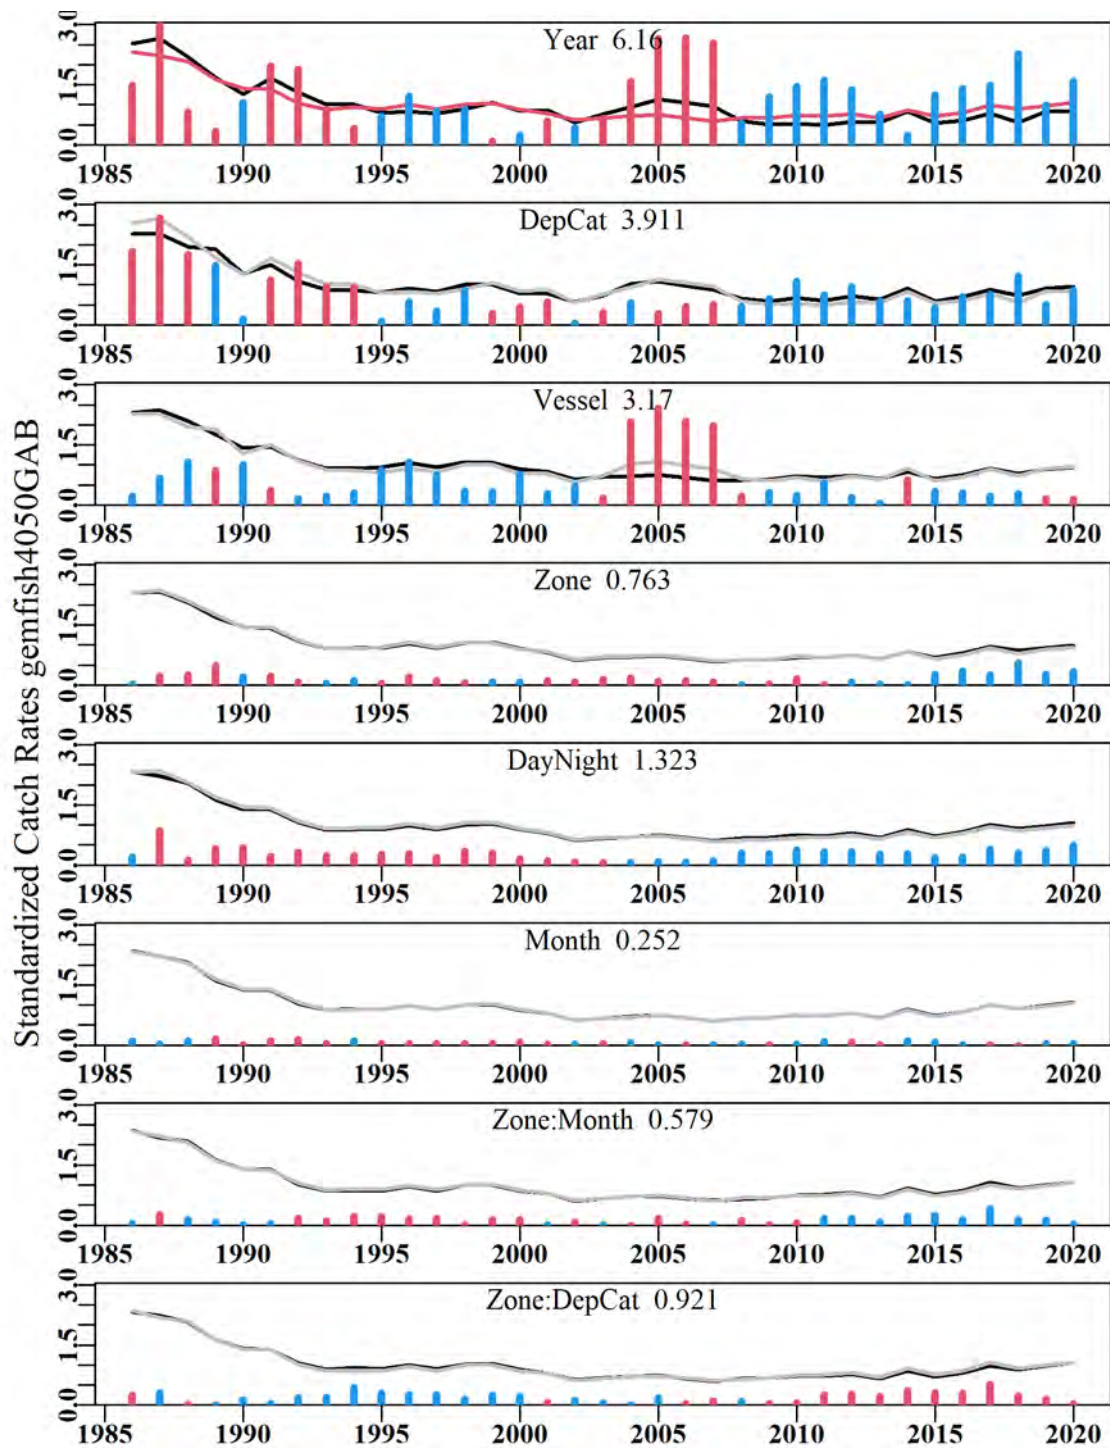 Standardized Catch Rates gemfish4050GAB
Year 6.16
0.0 1.5 3.0
1985 1990 1995 2000 2005 2010 2015 2020
DepCat 3.911
0.0 1.5 3.0
1985 1990 1995 2000 2005 2010 2015 2020
Vessel 3.17
0.0 1.5 3.0
1985 1990 1995 2000 2005 2010 2015 2020
Zone 0.763
0.0 1.5 3.0
1985 1990 1995 2000 2005 2010 2015 2020
DayNight 1.323
0.0 1.5 3.0
1985 1990 1995 2000 2005 2010 2015 2020
Month 0.252
0.0 1.5 3.0
1985 1990 1995 2000 2005 2010 2015 2020
Zone:Month 0.579
0.0 1.5 3.0
1985 1990 1995 2000 2005 2010 2015 2020
Zone:DepCat 0.921
0.0 1.5 3.0
1985 1990 1995 2000 2005 2010 2015 2020